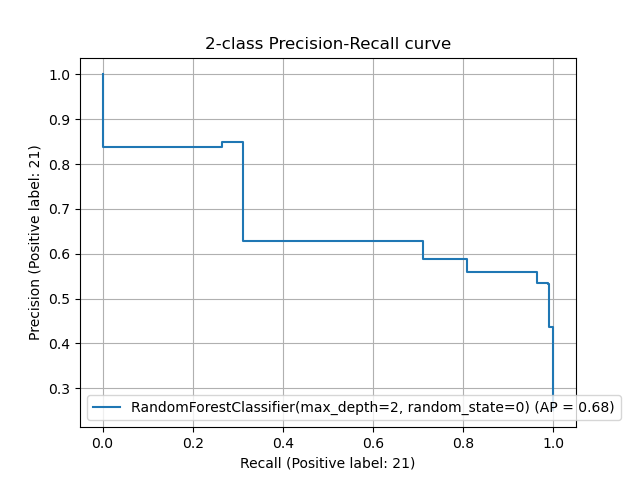 2-class Precision-Recall curve
Precision (Positive label: 21)
1.0
0.9
0.8
0.7
0.6
0.5
0.4
0.3
RandomForestClassifier(max_depth=2, random_state=0) (AP = 0.68)
0.0 0.2 0.4 0.6 0.8 1.0
Recall (Positive label: 21)